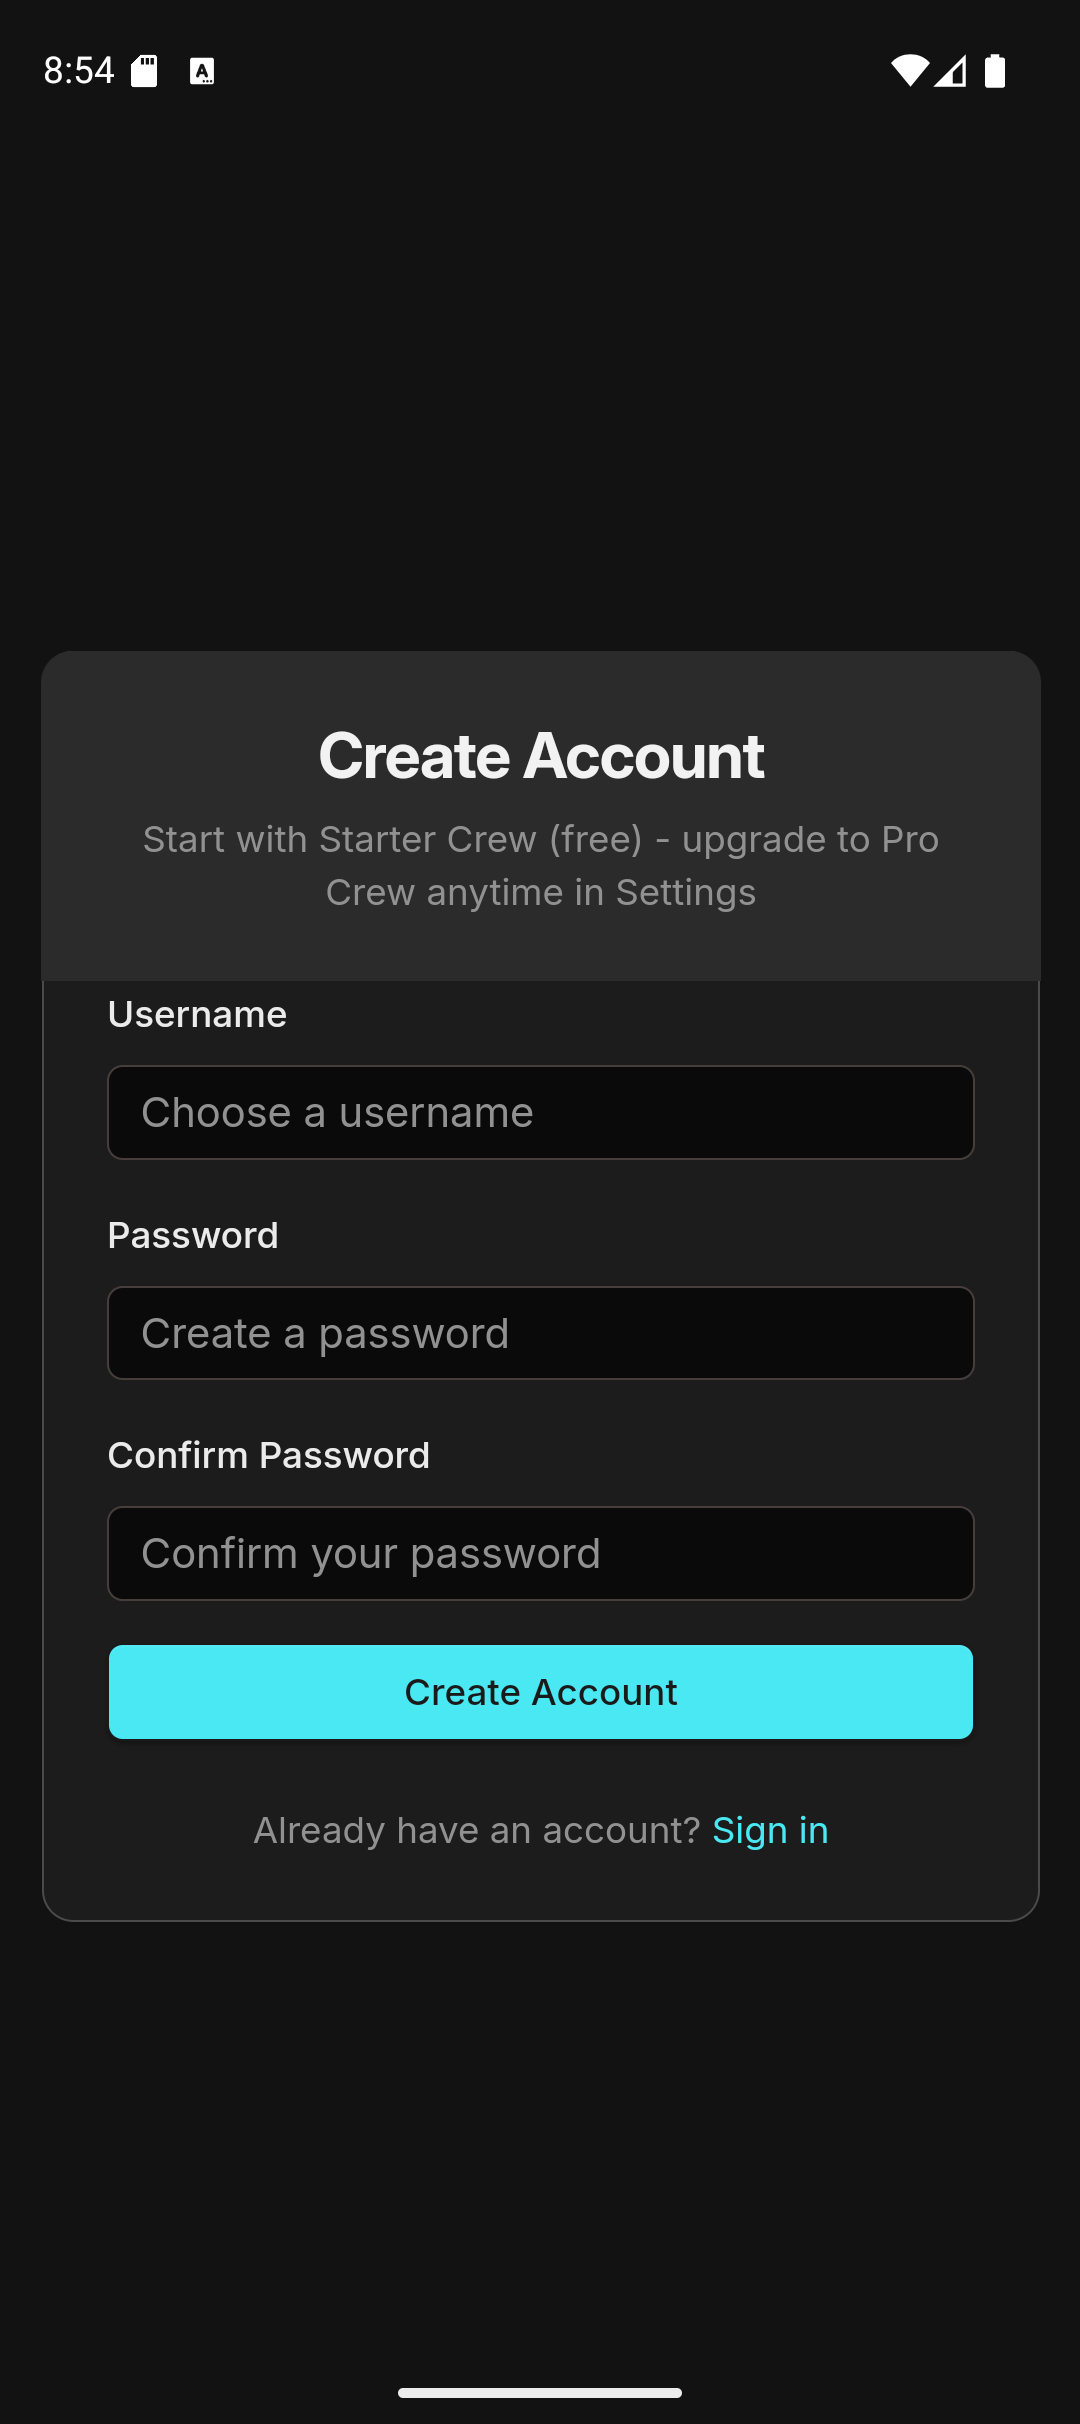 8:54
Create Account
Start with Starter Crew (free) - upgrade to Pro
Crew anytime in Settings
Username
Choose a username
Password
Create a password
Confirm Password
Confirm your password
Create Account
Already have an account? Sign in